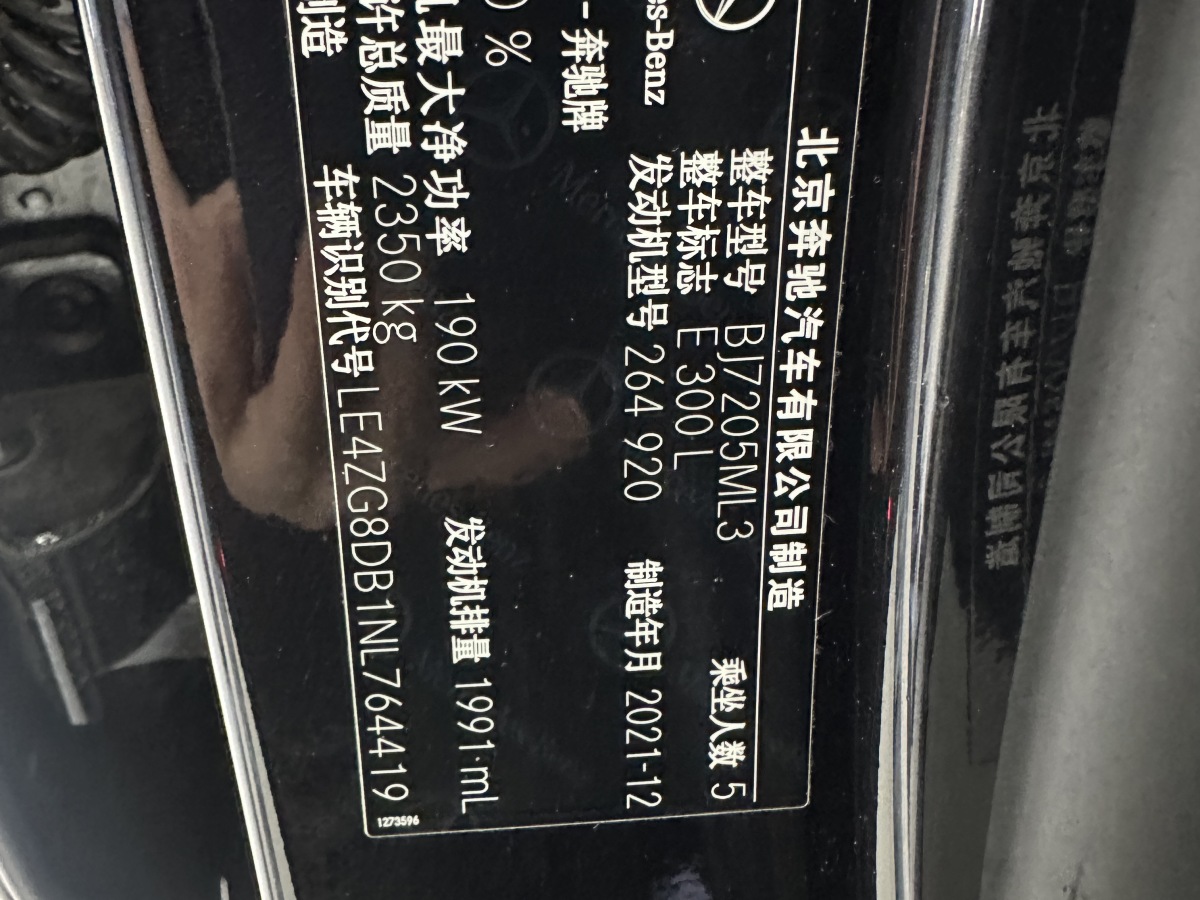 北京奔驰汽车有限公司制造
整车型号 BJ7205ML3 乘坐人数 5
整车标志 E 300 L
es-Benz 发动机型号 264 920 制造年月 2021-12
-奔驰牌
%
最大净功率 190 kW 发动机排量 1991 mL
许总质量 2350 kg
制造 车辆识别代号 LE4ZG8DB1NL764419
1273596